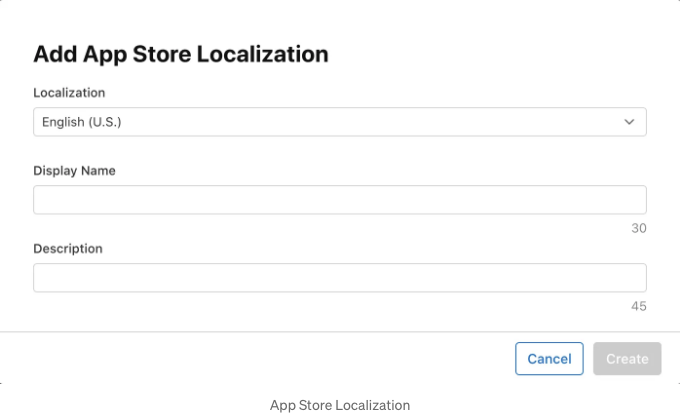 Add App Store Localization
Localization
English (U.S.)
Display Name
30
Description
45
Cancel
Create
App Store Localization